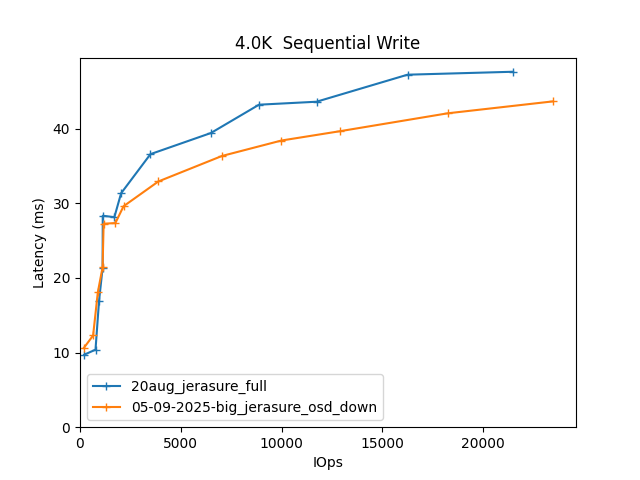 4.0K  Sequential Write
Latency (ms)
40
30
20
10
0
20aug_jerasure_full
05-09-2025-big_jerasure_osd_down
0 5000 10000 15000 20000
IOps